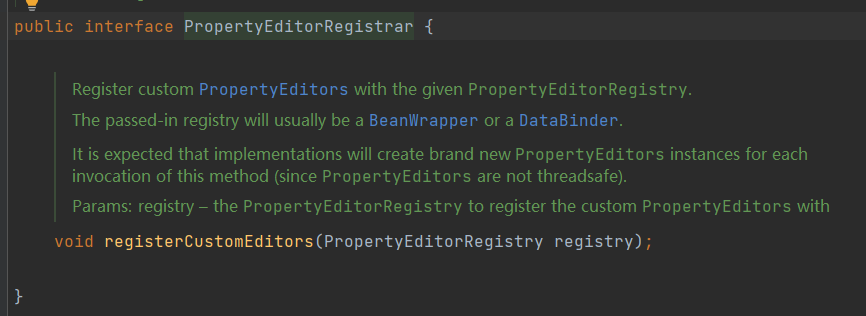 public interface PropertyEditorRegistrar {
Register custom PropertyEditors with the given PropertyEditorRegistry.
The passed-in registry will usually be a BeanWrapper or a DataBinder.
It is expected that implementations will create brand new PropertyEditors instances for each
invocation of this method (since PropertyEditors are not threadsafe).
Params: registry – the PropertyEditorRegistry to register the custom PropertyEditors with
void registerCustomEditors(PropertyEditorRegistry registry);
}